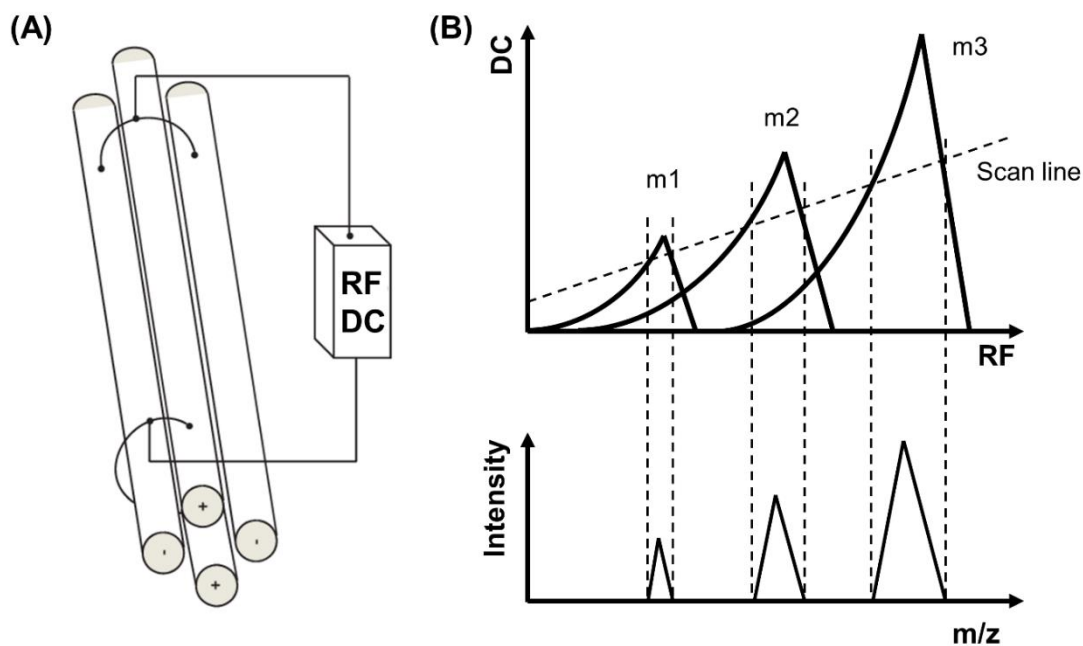 (A)
RF
DC
+
-
-
+
(B)
DC
m3
m2
m1
Scan line
RF
Intensity
m/z